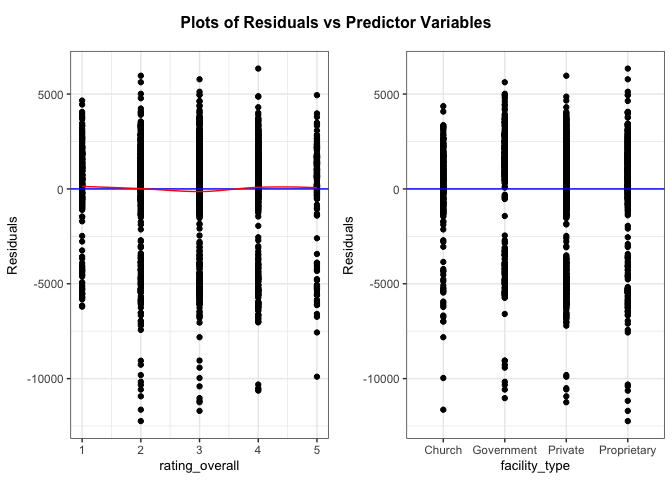 Plots of Residuals vs Predictor Variables
Residuals
5000
0
-5000
-10000
1 2 3 4 5
rating_overall
Residuals
5000
0
-5000
-10000
Church Government Private Proprietary
facility_type